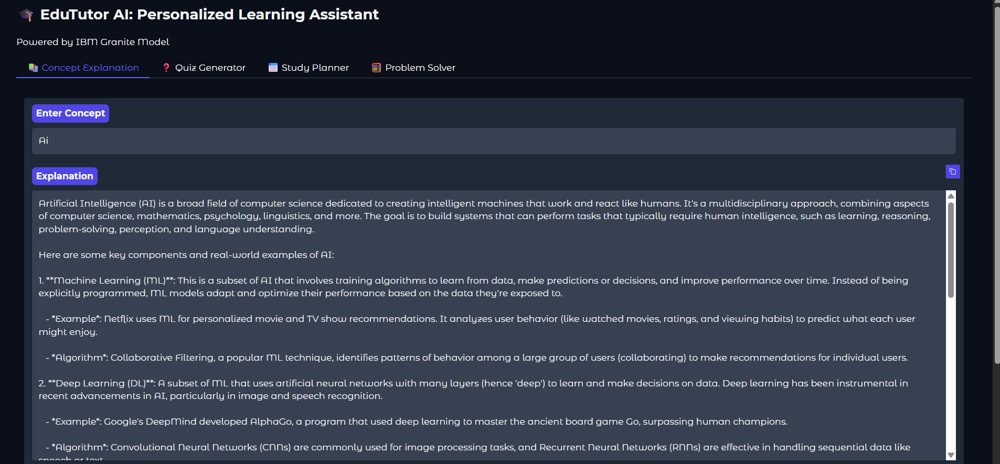 EduTutor AI: Personalized Learning Assistant
Powered by IBM Granite Model
Concept Explanation
Quiz Generator
Study Planner
Problem Solver
Enter Concept
Ai
Explanation
Artificial Intelligence (AI) is a broad field of computer science dedicated to creating intelligent machines that work and react like humans. It's a multidisciplinary approach, combining aspects
of computer science, mathematics, psychology, linguistics, and more. The goal is to build systems that can perform tasks that typically require human intelligence, such as learning, reasoning,
problem-solving, perception, and language understanding.
Here are some key components and real-world examples of AI:
1. **Machine Learning (ML)**: This is a subset of AI that involves training algorithms to learn from data, make predictions or decisions, and improve performance over time. Instead of being
explicitly programmed, ML models adapt and optimize their performance based on the data they're exposed to.
- *Example*: Netflix uses ML for personalized movie and TV show recommendations. It analyzes user behavior (like watched movies, ratings, and viewing habits) to predict what each user
might enjoy.
- *Algorithm*: Collaborative Filtering, a popular ML technique, identifies patterns of behavior among a large group of users (collaborating) to make recommendations for individual users.
2. **Deep Learning (DL)**: A subset of ML that uses artificial neural networks with many layers (hence 'deep') to learn and make decisions on data. Deep learning has been instrumental in
recent advancements in AI, particularly in image and speech recognition.
- *Example*: Google's DeepMind developed AlphaGo, a program that used deep learning to master the ancient board game Go, surpassing human champions.
- *Algorithm*: Convolutional Neural Networks (CNNs) are commonly used for image processing tasks, and Recurrent Neural Networks (RNNs) are effective in handling sequential data like
speech or text.